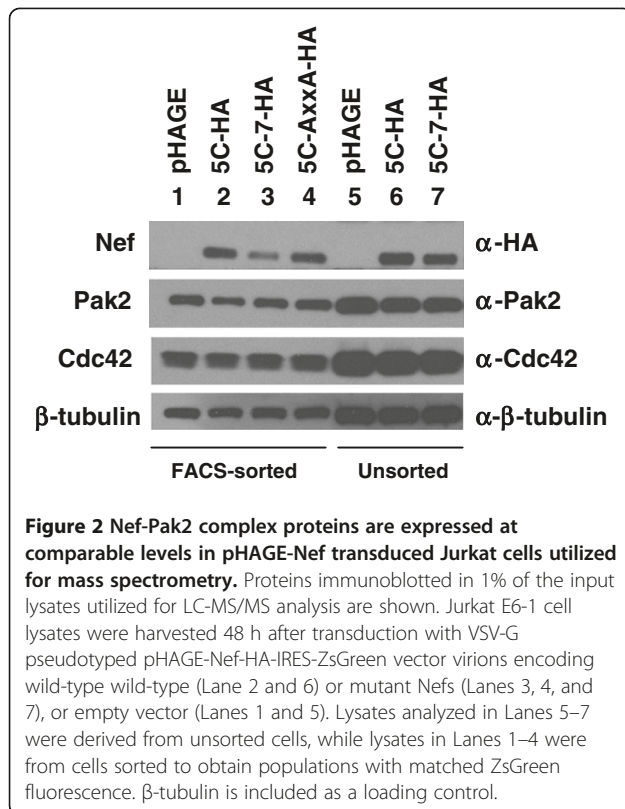 pHAGE
5C-HA
5C-7-HA
5C-AxxA-HA
pHAGE
5C-HA
5C-7-HA
1 2 3 4 5 6 7
Nef α-HA
Pak2 α-Pak2
Cdc42 α-Cdc42
β-tubulin α-β-tubulin
FACS-sorted Unsorted
Figure 2 Nef-Pak2 complex proteins are expressed at
comparable levels in pHAGE-Nef transduced Jurkat cells utilized
for mass spectrometry. Proteins immunoblotted in 1% of the input
lysates utilized for LC-MS/MS analysis are shown. Jurkat E6-1 cell
lysates were harvested 48 h after transduction with VSV-G
pseudotyped pHAGE-Nef-HA-IRES-ZsGreen vector virions encoding
wild-type wild-type (Lane 2 and 6) or mutant Nefs (Lanes 3, 4, and
7), or empty vector (Lanes 1 and 5). Lysates analyzed in Lanes 5–7
were derived from unsorted cells, while lysates in Lanes 1–4 were
from cells sorted to obtain populations with matched ZsGreen
fluorescence. β-tubulin is included as a loading control.